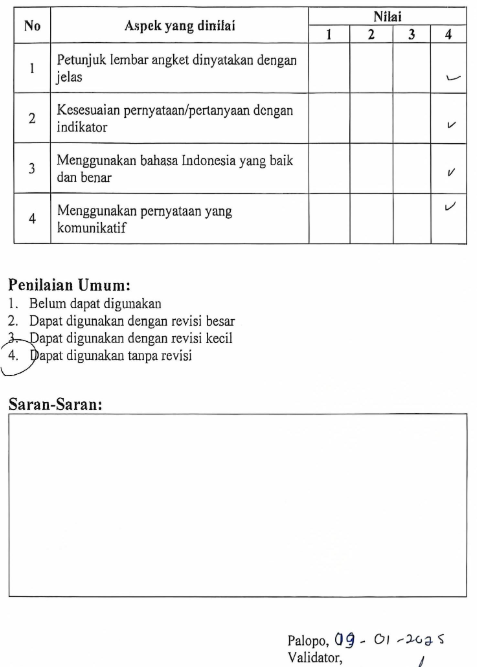 No Aspek yang dinilai Nilai
1 2 3 4
1 Petunjuk lembar angket dinyatakan dengan
jelas ✓
2 Kesesuaian pernyataan/pertanyaan dengan
indikator ✓
3 Menggunakan bahasa Indonesia yang baik
dan benar ✓
4 Menggunakan pernyataan yang ✓
komunikatif
Penilaian Umum:
1. Belum dapat digunakan
2. Dapat digunakan dengan revisi besar
3. Dapat digunakan dengan revisi kecil
4. Dapat digunakan tanpa revisi
Saran-Saran:
Palopo, 09 - 01 - 2025
Validator,